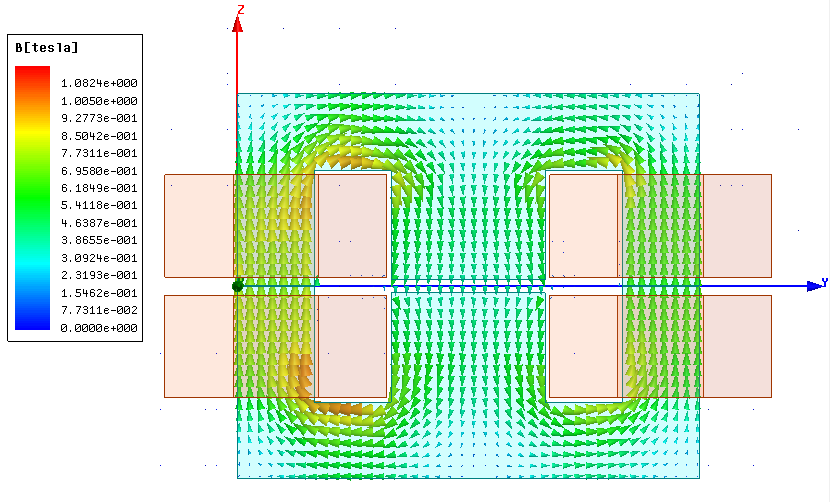 Z
B[tesla]
1.0824e+000
1.0050e+000
9.2773e-001
8.5042e-001
7.7311e-001
6.9580e-001
6.1849e-001
5.4118e-001
4.6387e-001
3.8655e-001
3.0924e-001
2.3193e-001
1.5462e-001
7.7311e-002
0.0000e+000
Y